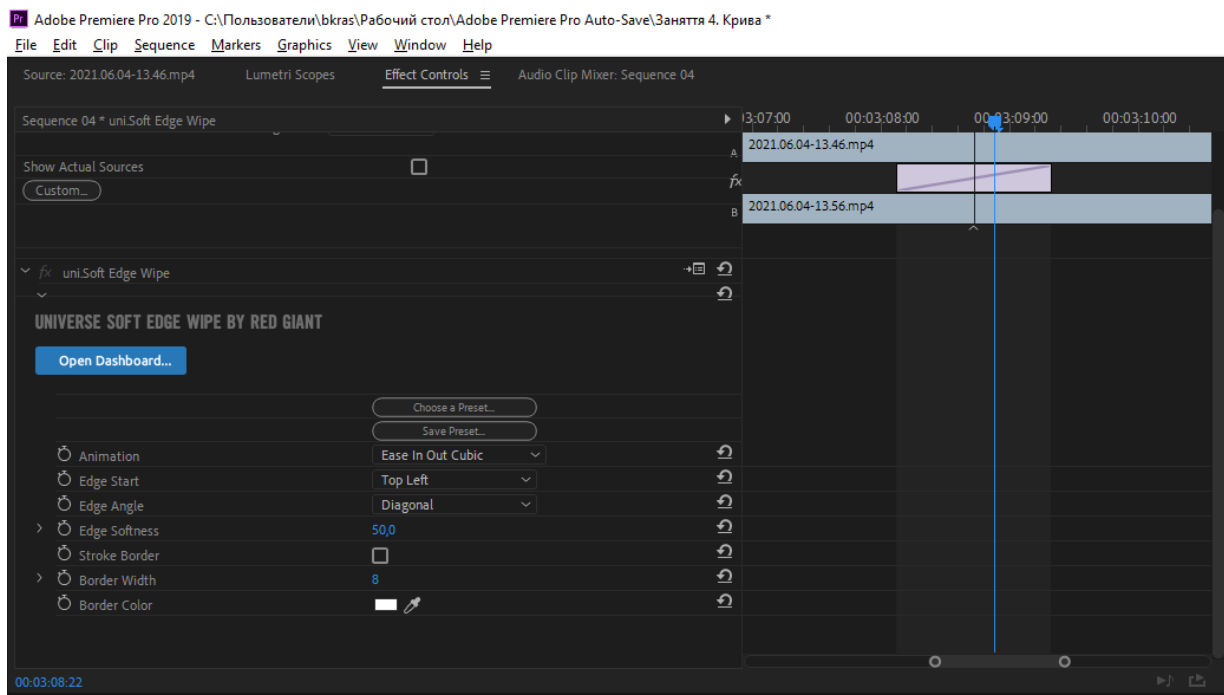 Pr Adobe Premiere Pro 2019 - C:\Пользователи\bkras\Рабочий стол\Adobe Premiere Pro Auto-Save\Заняття 4. Крива *
File Edit Clip Sequence Markers Graphics View Window Help
Source: 2021.06.04-13.46.mp4 Lumetri Scopes Effect Controls Audio Clip Mixer: Sequence 04
Sequence 04 * uni.Soft Edge Wipe
3:07:00 00:03:08:00 00:03:09:00 00:03:10:00
A 2021.06.04-13.46.mp4
Show Actual Sources
fx
Custom...
B 2021.06.04-13.56.mp4
fx uni.Soft Edge Wipe
UNIVERSE SOFT EDGE WIPE BY RED GIANT
Open Dashboard...
Choose a Preset...
Save Preset...
Animation Ease In Out Cubic
Edge Start Top Left
Edge Angle Diagonal
Edge Softness 50,0
Stroke Border
Border Width 8
Border Color
00:03:08:22